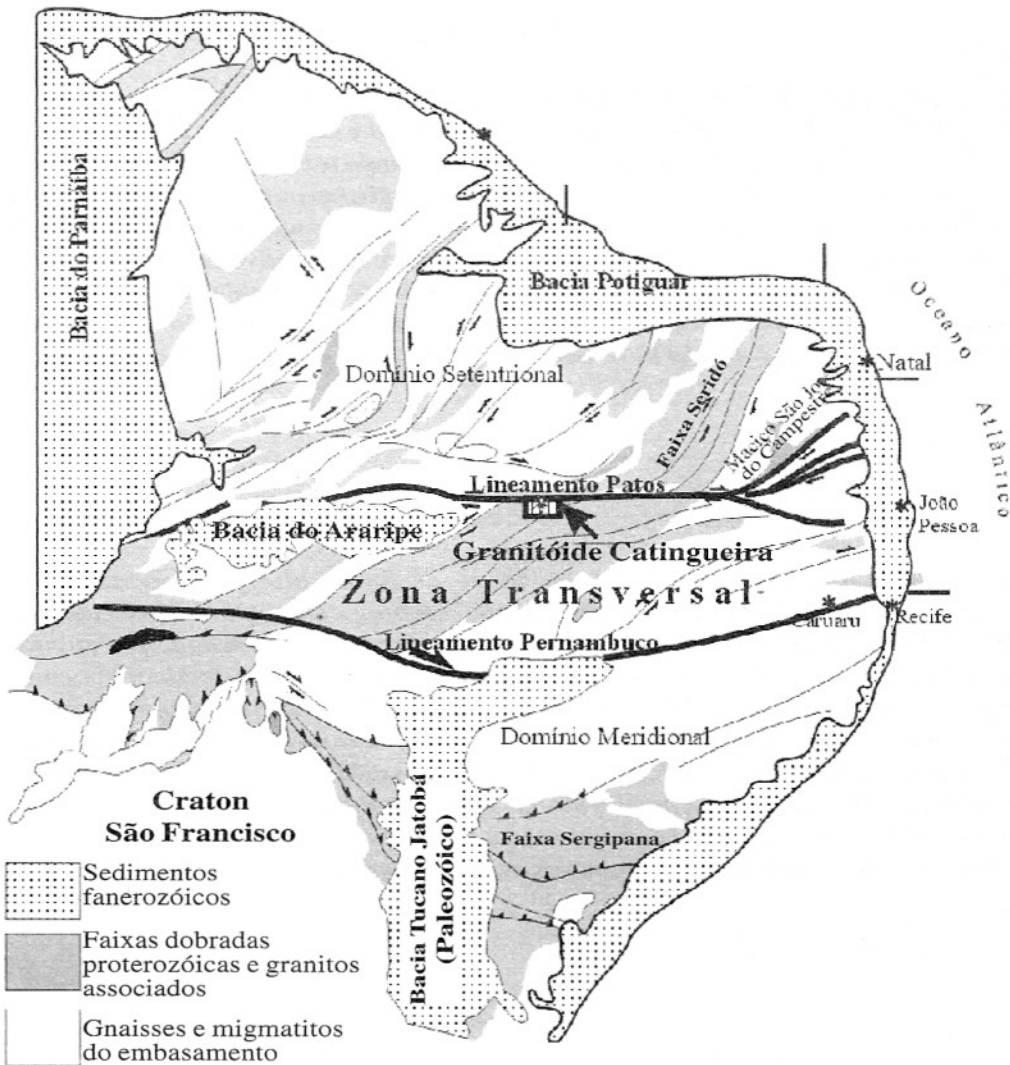 Bacia do Parnaíba
Bacia Potiguar
Oceano
Atlântico
Natal
Domínio Setentrional
Faixa Seridó
Maciço São Jo
do Campestre
Lineamento Patos
João
Pessoa
Bacia do Araripe
Granitóide Catingueira
Zona Transversal
Caruaru
Recife
Lineamento Pernambuco
Domínio Meridional
Craton
São Francisco
Bacia Tucano Jatobá
(Paleozóico)
Faixa Sergipana
Sedimentos
fanerozóicos
Faixas dobradas
proterozóicas e granitos
associados
Gnaisses e migmatitos
do embasamento